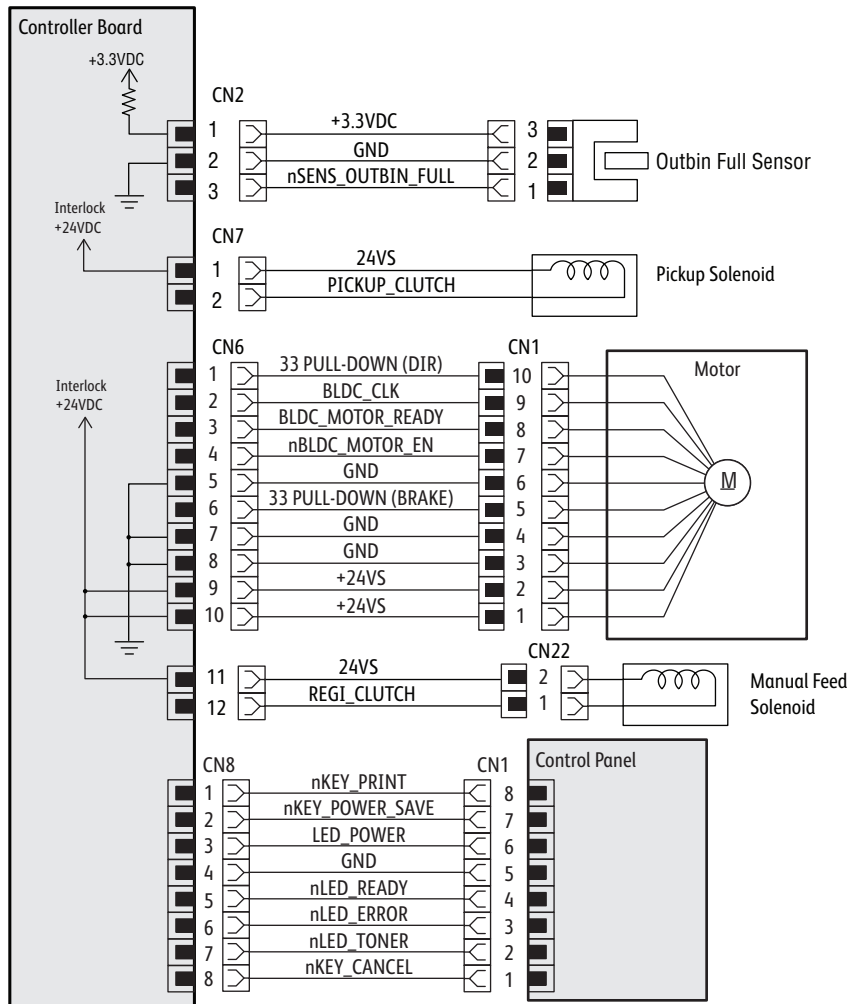 Controller Board
+3.3VDC
CN2
1 +3.3VDC 3
2 GND 2 Outbin Full Sensor
3 nSENS_OUTBIN_FULL 1
Interlock
+24VDC
CN7
1 24VS
2 PICKUP_CLUTCH
Pickup Solenoid
CN6 CN1
1 33 PULL-DOWN (DIR) 10 Motor
Interlock
+24VDC
2 BLDC_CLK 9
3 BLDC_MOTOR_READY 8
4 nBLDC_MOTOR_EN 7
5 GND 6 M
6 33 PULL-DOWN (BRAKE) 5
7 GND 4
8 GND 3
9 +24VS 2
10 +24VS 1
CN22
11 24VS 2
12 REGI_CLUTCH 1
Manual Feed
Solenoid
CN8 CN1 Control Panel
1 nKEY_PRINT 8
2 nKEY_POWER_SAVE 7
3 LED_POWER 6
4 GND 5
5 nLED_READY 4
6 nLED_ERROR 3
7 nLED_TONER 2
8 nKEY_CANCEL 1